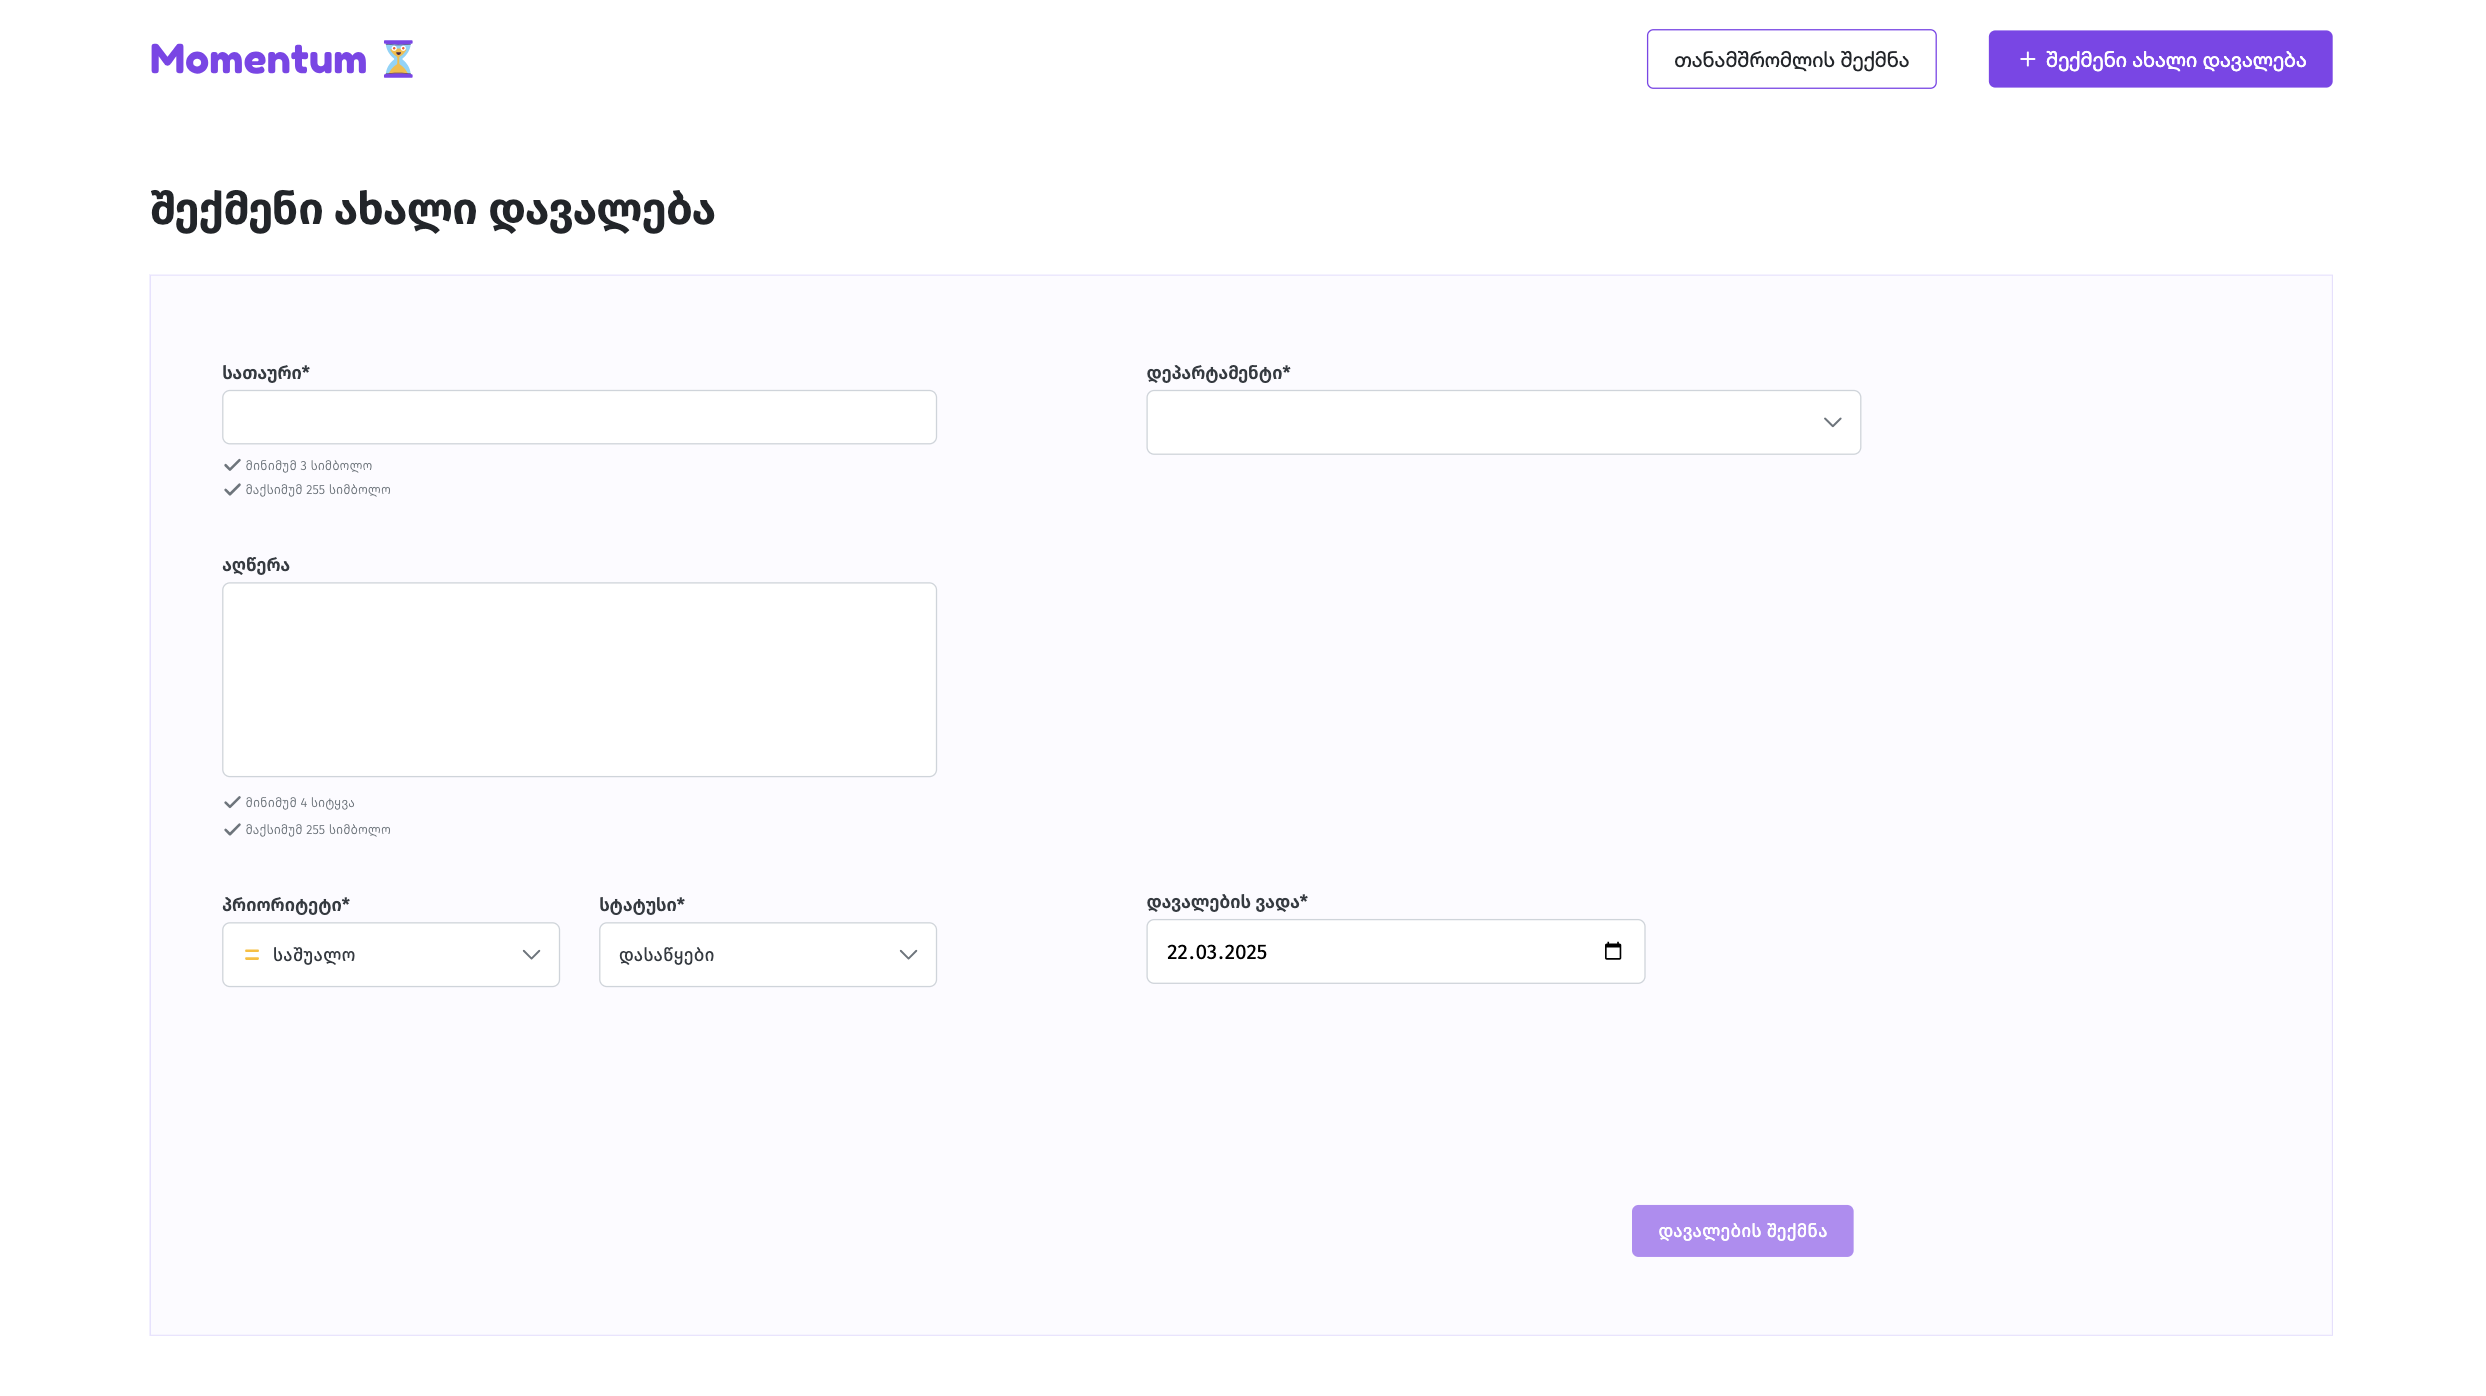 Momentum
თანამშრომლის შექმნა
+ შექმენი ახალი დავალება
შექმენი ახალი დავალება
სათაური*
დეპარტამენტი*
მინიმუმ 3 სიმბოლო
მაქსიმუმ 255 სიმბოლო
აღწერა
მინიმუმ 4 სიტყვა
მაქსიმუმ 255 სიმბოლო
პრიორიტეტი*
სტატუსი*
დავალების ვადა*
საშუალო
დასაწყები
22.03.2025
დავალების შექმნა